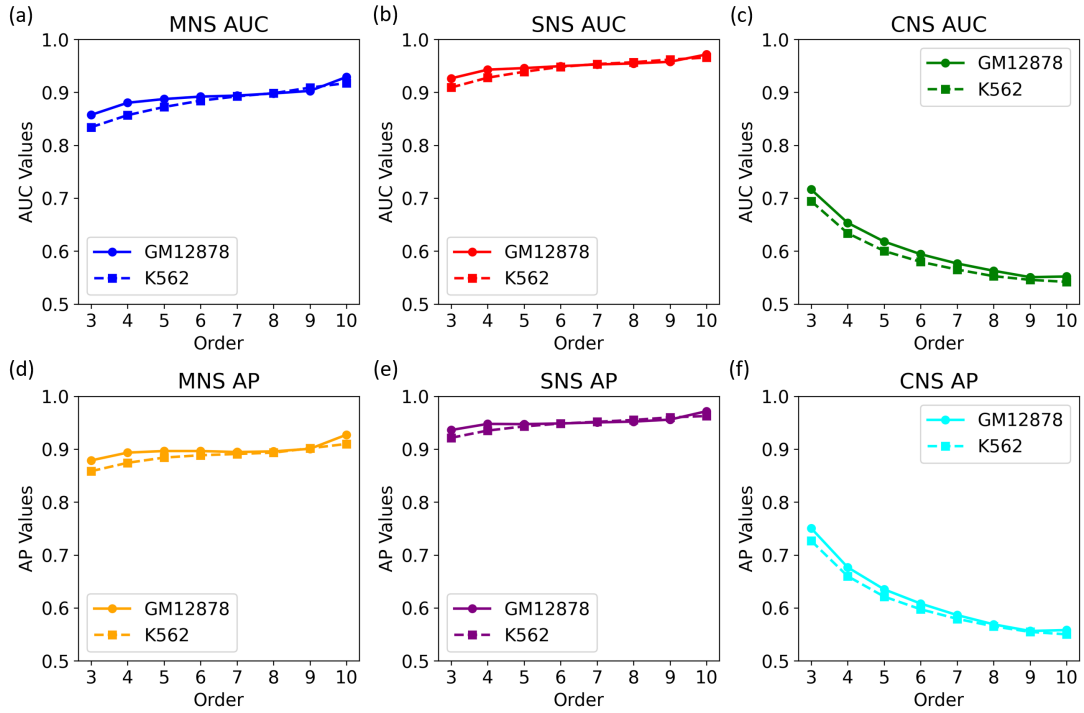 (a)
MNS AUC
1.0
0.9
0.8
0.7
0.6
0.5
AUC Values
GM12878
K562
3 4 5 6 7 8 9 10
Order
(b)
SNS AUC
1.0
0.9
0.8
0.7
0.6
0.5
AUC Values
GM12878
K562
3 4 5 6 7 8 9 10
Order
(c)
CNS AUC
1.0
0.9
0.8
0.7
0.6
0.5
AUC Values
GM12878
K562
3 4 5 6 7 8 9 10
Order
(d)
MNS AP
1.0
0.9
0.8
0.7
0.6
0.5
AP Values
GM12878
K562
3 4 5 6 7 8 9 10
Order
(e)
SNS AP
1.0
0.9
0.8
0.7
0.6
0.5
AP Values
GM12878
K562
3 4 5 6 7 8 9 10
Order
(f)
CNS AP
1.0
0.9
0.8
0.7
0.6
0.5
AP Values
GM12878
K562
3 4 5 6 7 8 9 10
Order